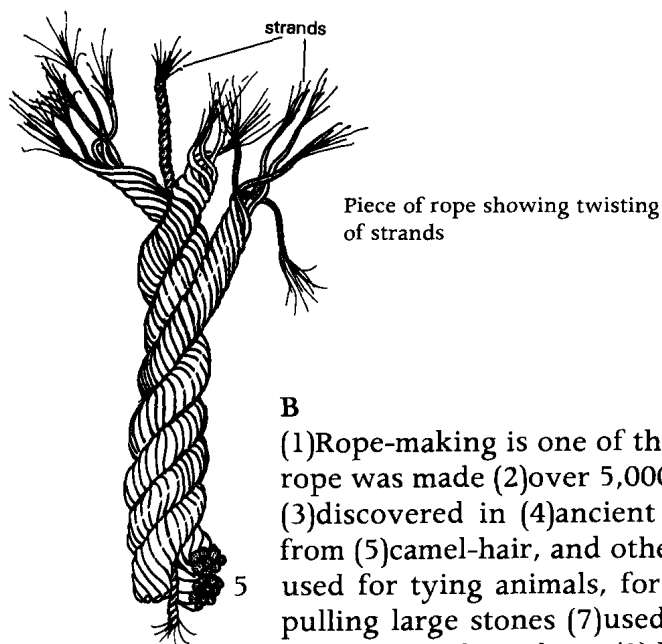 strands
Piece of rope showing twisting
of strands
B
(1)Rope-making is one of th
rope was made (2)over 5,000
(3)discovered in (4)ancient
from (5)camel-hair, and othe
5 used for tying animals, for
pulling large stones (7)used